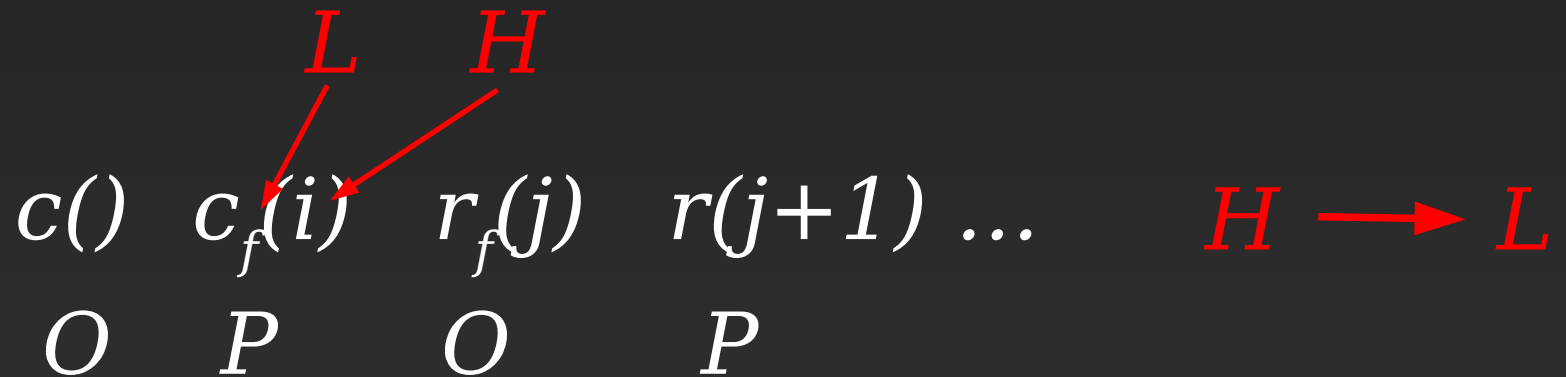 L H
c() c_f(i) r_f(j) r(j+1) ... H L
O P O P